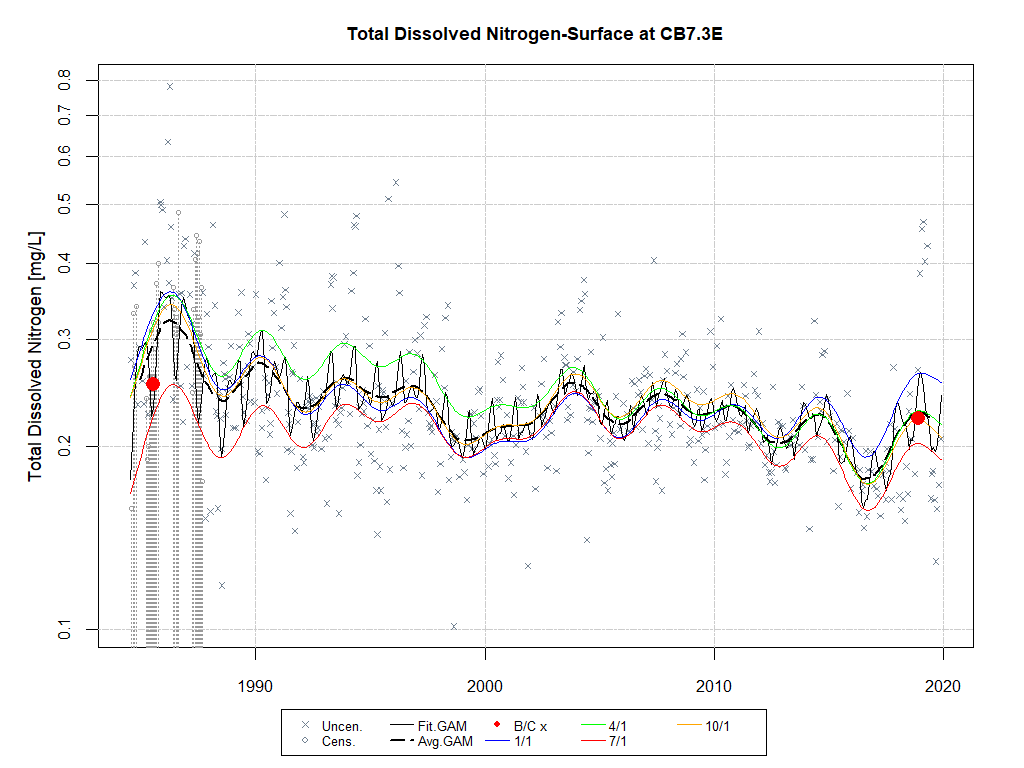 Total Dissolved Nitrogen-Surface at CB7.3E
Total Dissolved Nitrogen [mg/L]
0.8
0.7
0.6
0.5
0.4
0.3
0.2
0.1
1990 2000 2010 2020
Uncen. Fit.GAM B/C x 4/1 10/1
Cens. Avg.GAM 1/1 7/1